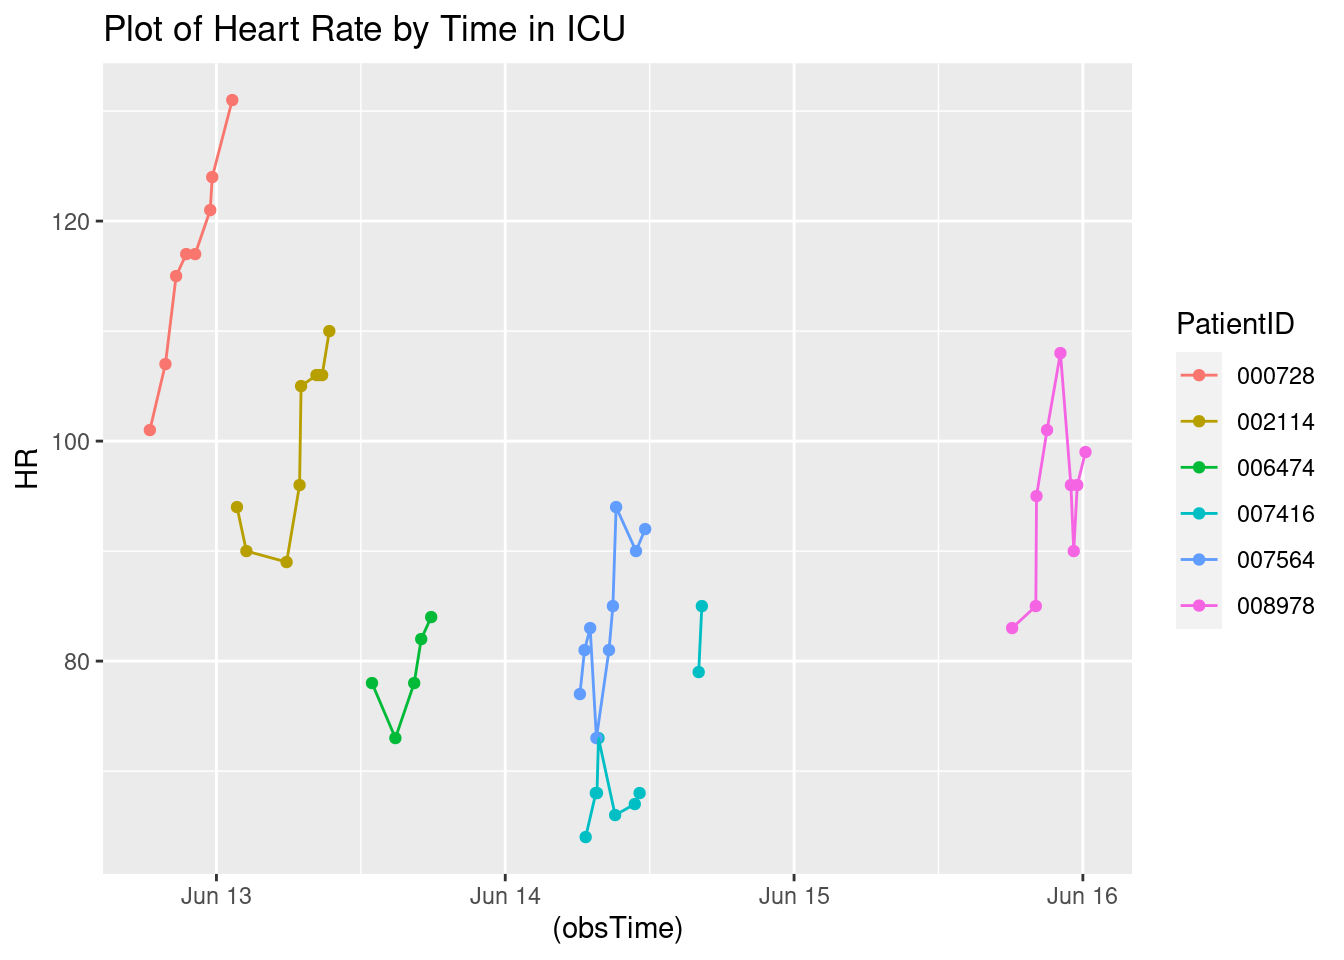 Plot of Heart Rate by Time in ICU
120
100
80
HR
Jun 13
Jun 14
Jun 15
Jun 16
(obsTime)
PatientID
000728
002114
006474
007416
007564
008978